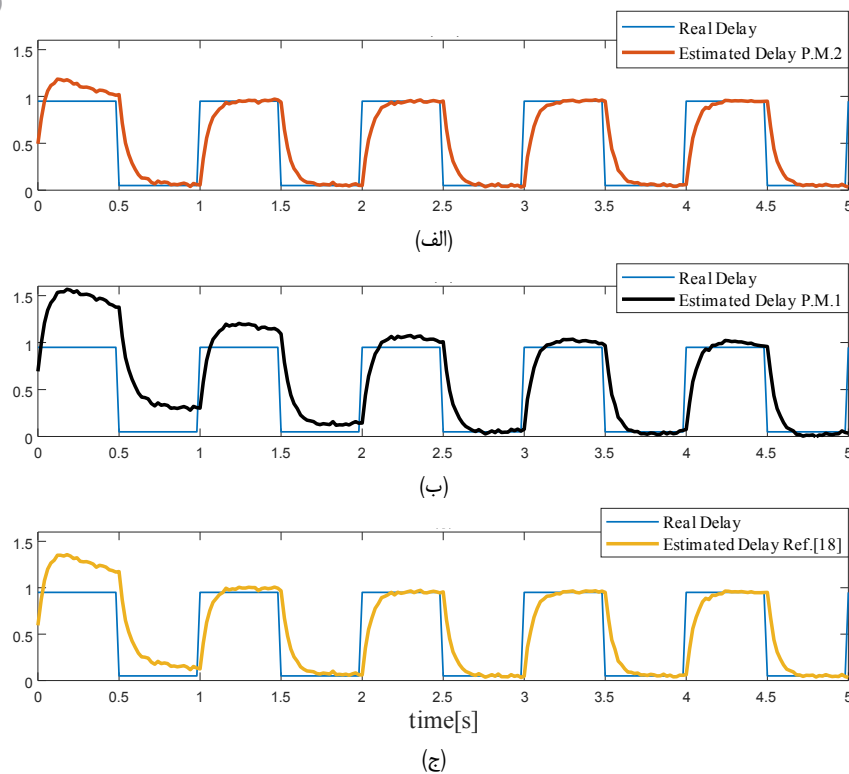 Real Delay
Estimated Delay P.M.2
1.5
1
0.5
0
0 0.5 1 1.5 2 2.5 3 3.5 4 4.5 5
(الف)
Real Delay
Estimated Delay P.M.1
1.5
1
0.5
0
0 0.5 1 1.5 2 2.5 3 3.5 4 4.5 5
(ب)
Real Delay
Estimated Delay Ref.[18]
1.5
1
0.5
0
0 0.5 1 1.5 2 2.5 3 3.5 4 4.5 5
time[s]
(ج)